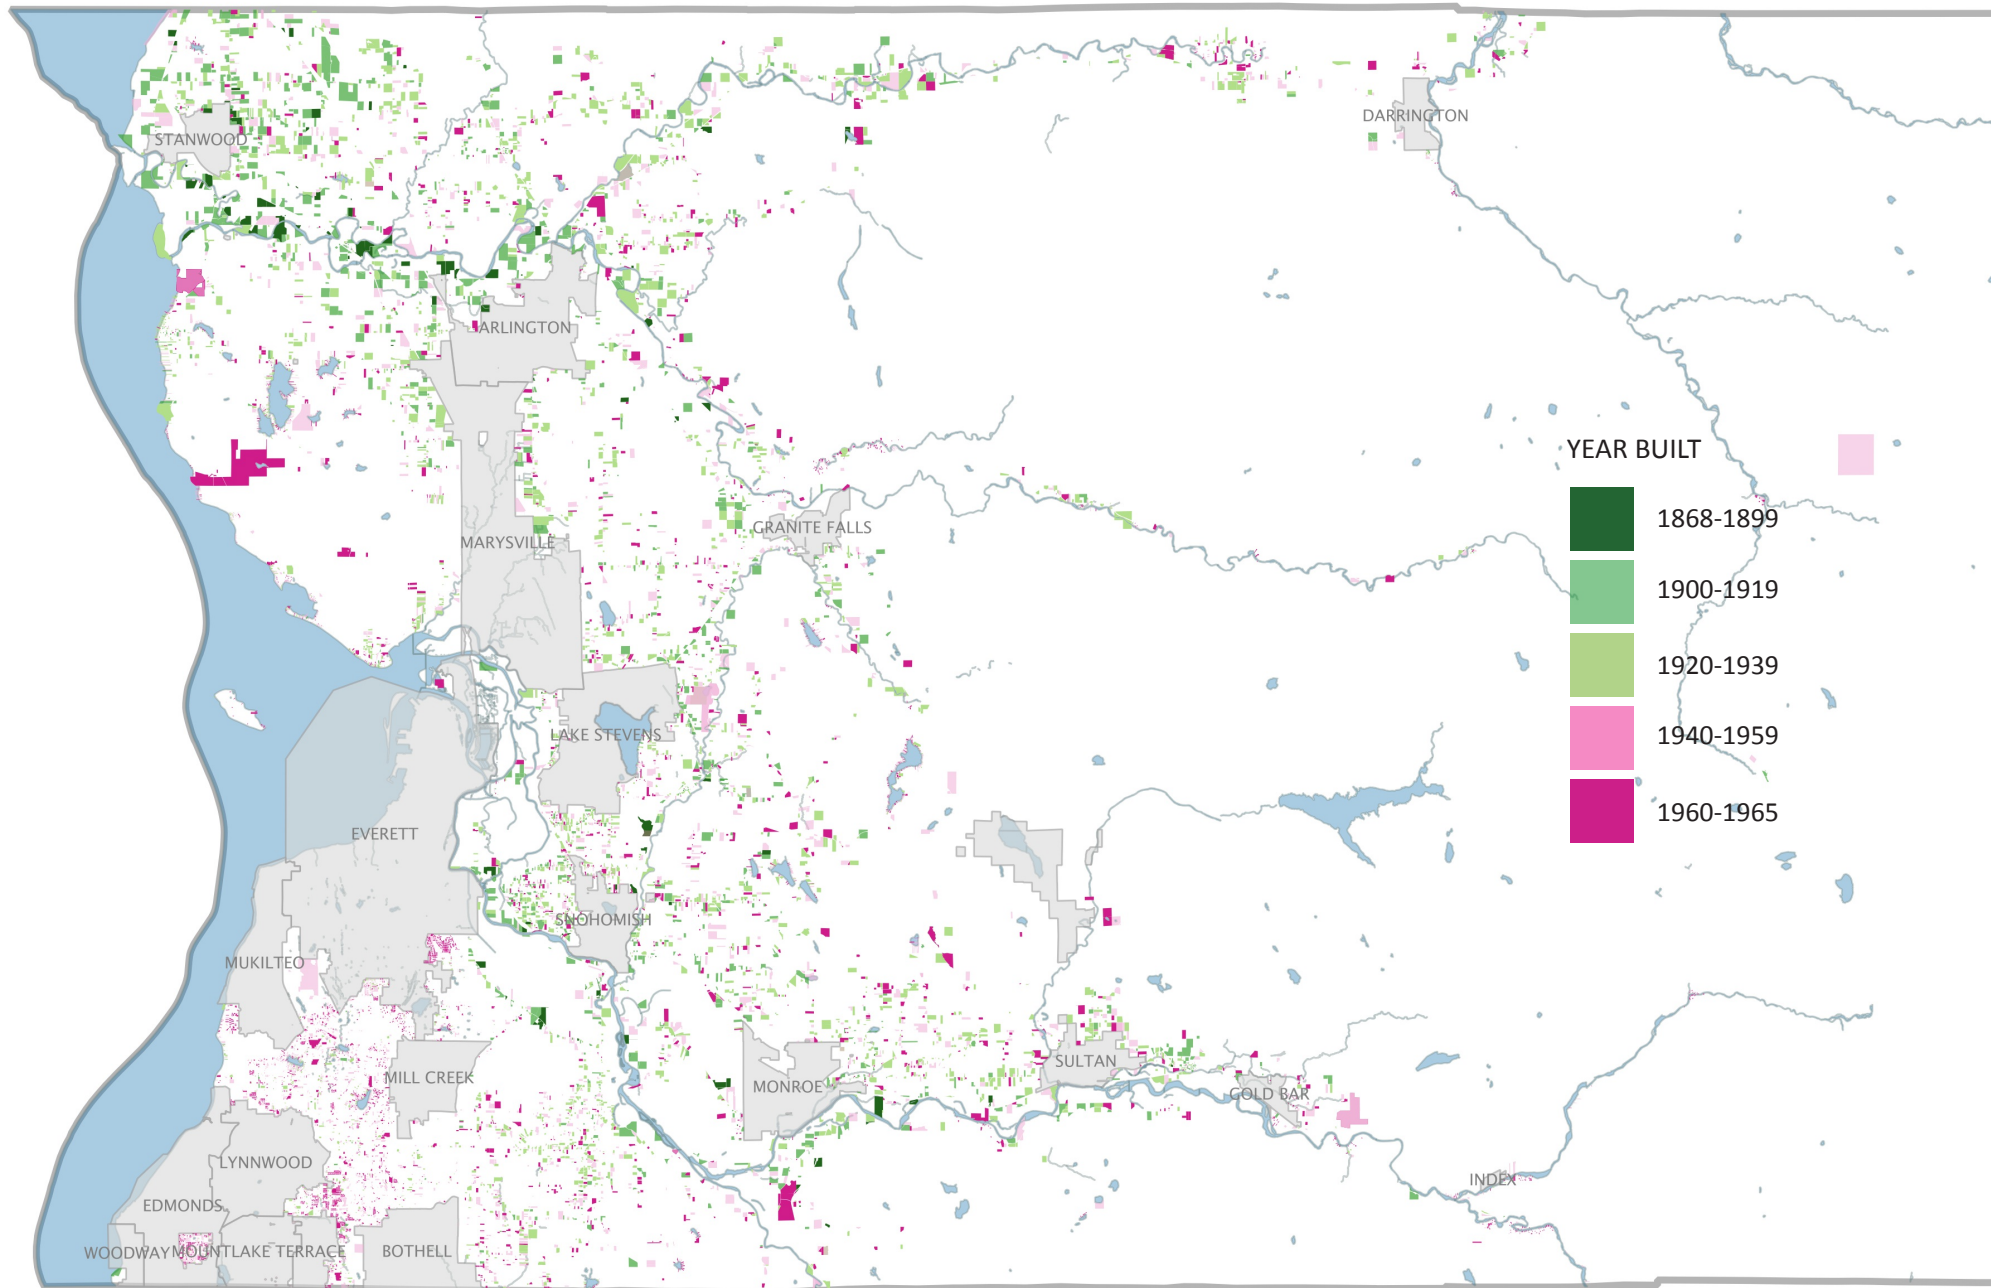 DARRINGTON
STANWOOD
ARLINGTON
YEAR BUILT
1868-1899
GRANITE FALLS
MARYSVILLE
1900-1919
1920-1939
LAKE STEVENS
1940-1959
1960-1965
EVERETT
SNOHOMISH
MUKILTEO
SULTAN
MILL CREEK
MONROE
GOLD BAR
LYNNWOOD
INDEX
EDMONDS
WOODWAY
MOUNTLAKE TERRACE
BOTHELL